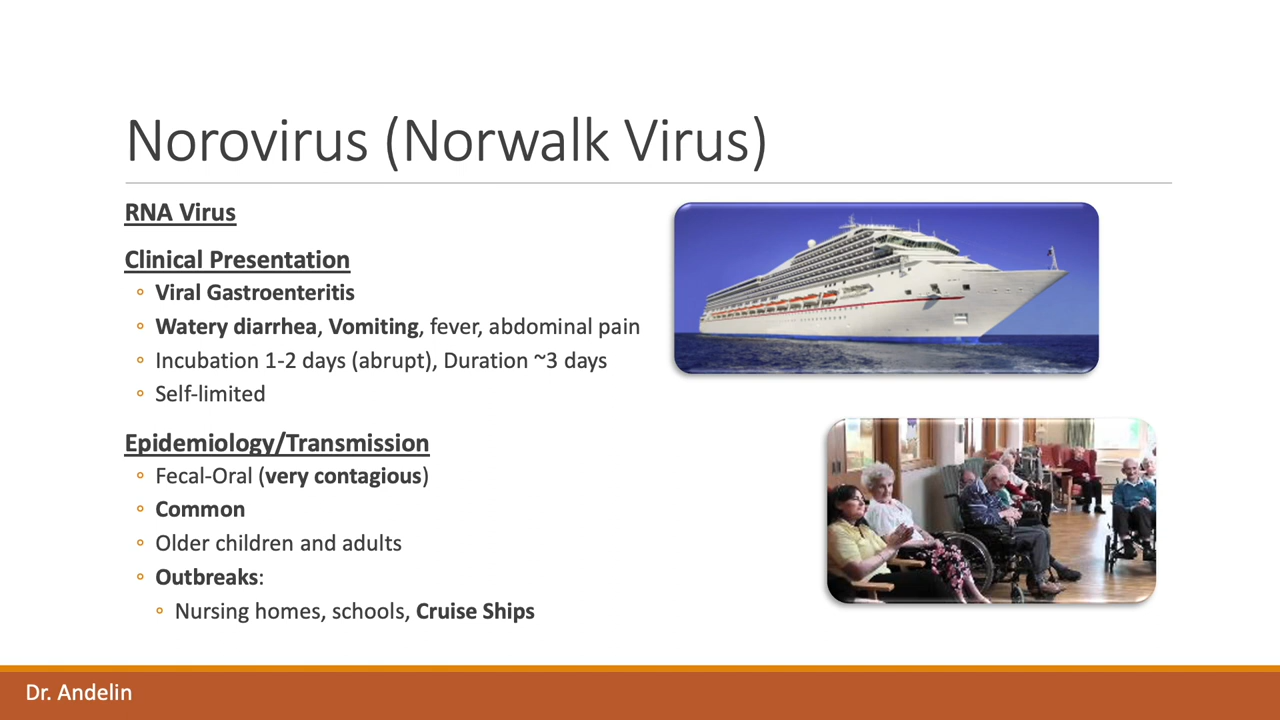 Norovirus (Norwalk Virus)
RNA Virus
Clinical Presentation
◦ Viral Gastroenteritis
◦ Watery diarrhea, Vomiting, fever, abdominal pain
◦ Incubation 1-2 days (abrupt), Duration ~3 days
◦ Self-limited
Epidemiology/Transmission
◦ Fecal-Oral (very contagious)
◦ Common
◦ Older children and adults
◦ Outbreaks:
◦ Nursing homes, schools, Cruise Ships
Dr. Andelin